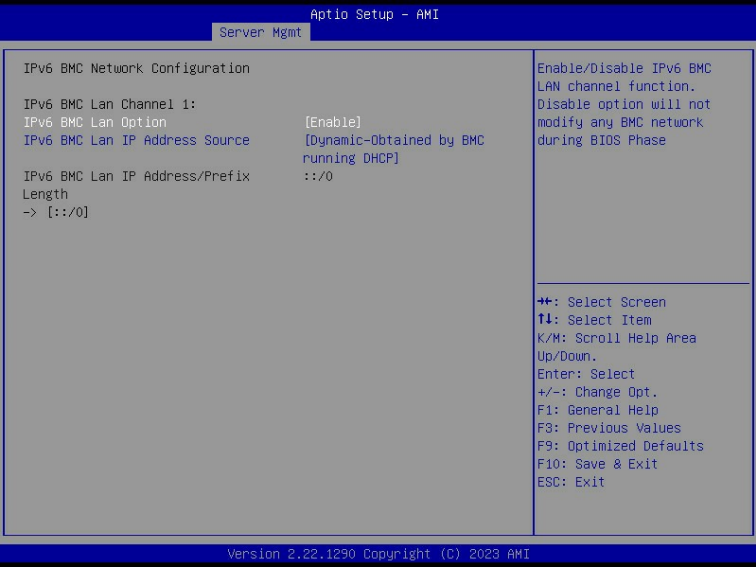 Aptio Setup - AMI
Server Mgmt
IPv6 BMC Network Configuration
IPv6 BMC Lan Channel 1:
IPv6 BMC Lan Option [Enable]
IPv6 BMC Lan IP Address Source [Dynamic-Obtained by BMC
running DHCP]
IPv6 BMC Lan IP Address/Prefix ::/0
Length
-> [::/0]
Enable/Disable IPv6 BMC
LAN channel function.
Disable option will not
modify any BMC network
during BIOS Phase
→←: Select Screen
↑↓: Select Item
K/M: Scroll Help Area
Up/Down.
Enter: Select
+/-: Change Opt.
F1: General Help
F3: Previous Values
F9: Optimized Defaults
F10: Save & Exit
ESC: Exit
Version 2.22.1290 Copyright (C) 2023 AMI